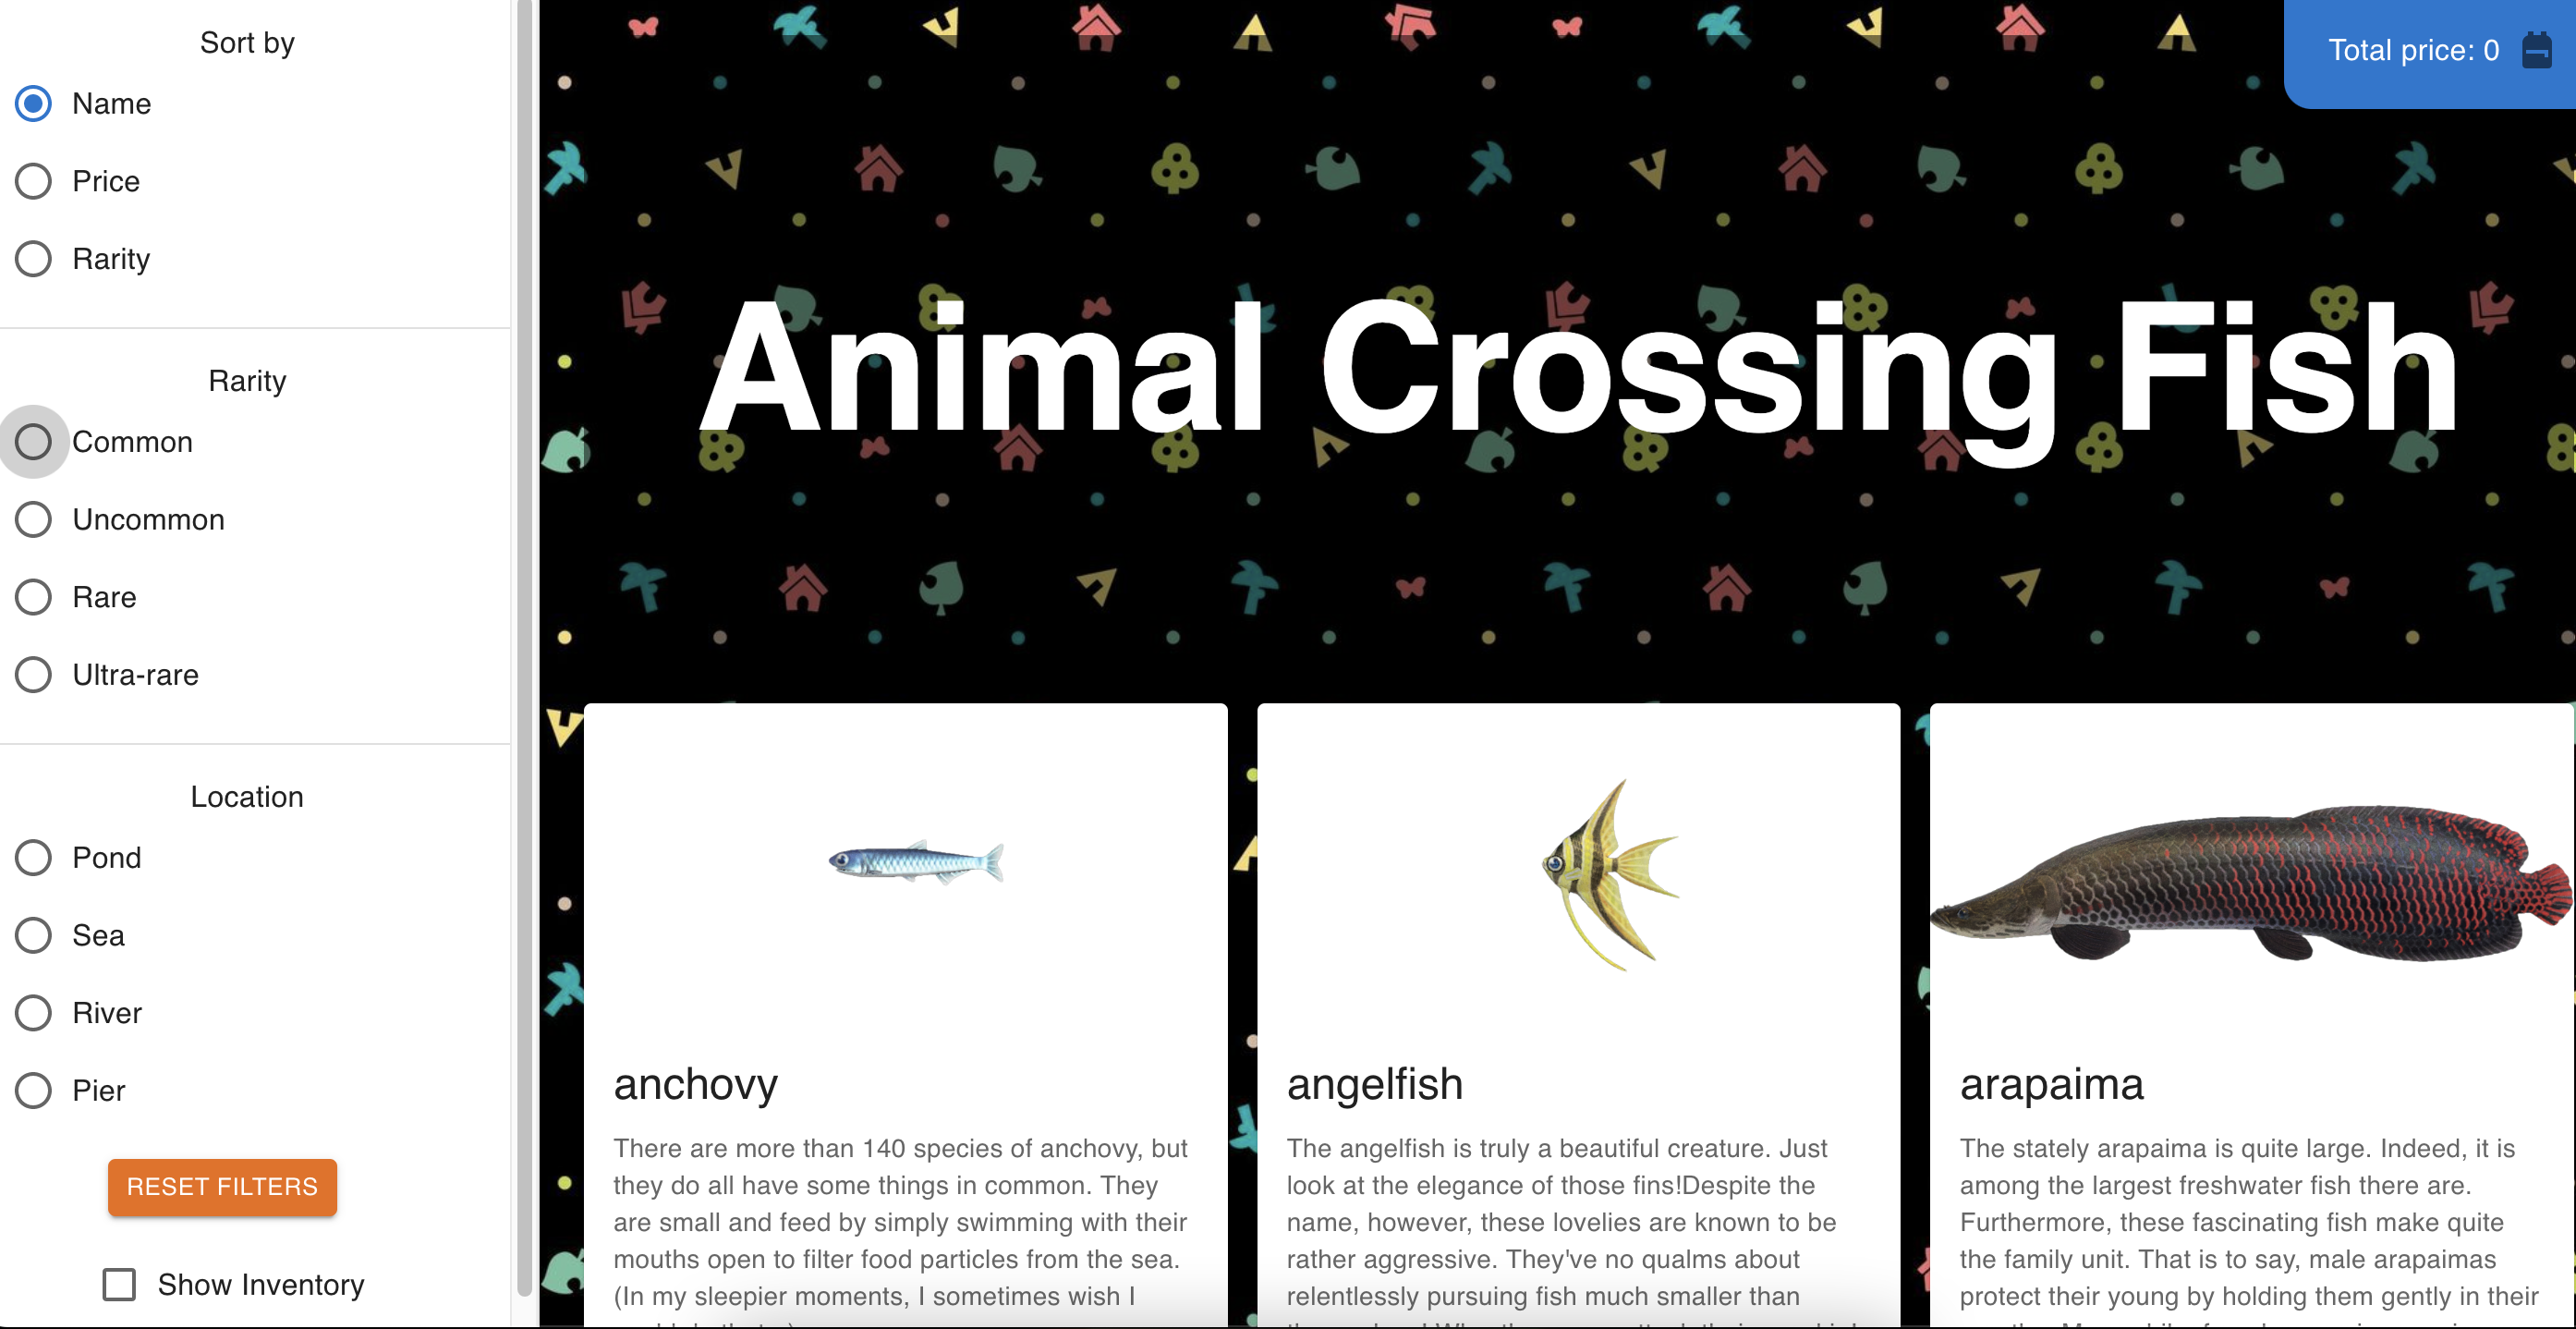 Sort by
Name
Price
Rarity
Rarity
Common
Uncommon
Rare
Ultra-rare
Location
Pond
Sea
River
Pier
RESET FILTERS
Show Inventory
Total price: 0
Animal Crossing Fish
anchovy
There are more than 140 species of anchovy, but
they do all have some things in common. They
are small and feed by simply swimming with their
mouths open to filter food particles from the sea.
(In my sleepier moments, I sometimes wish I
angelfish
The angelfish is truly a beautiful creature. Just
look at the elegance of those fins!Despite the
name, however, these lovelies are known to be
rather aggressive. They've no qualms about
relentlessly pursuing fish much smaller than
arapaima
The stately arapaima is quite large. Indeed, it is
among the largest freshwater fish there are.
Furthermore, these fascinating fish make quite
the family unit. That is to say, male arapaimas
protect their young by holding them gently in their